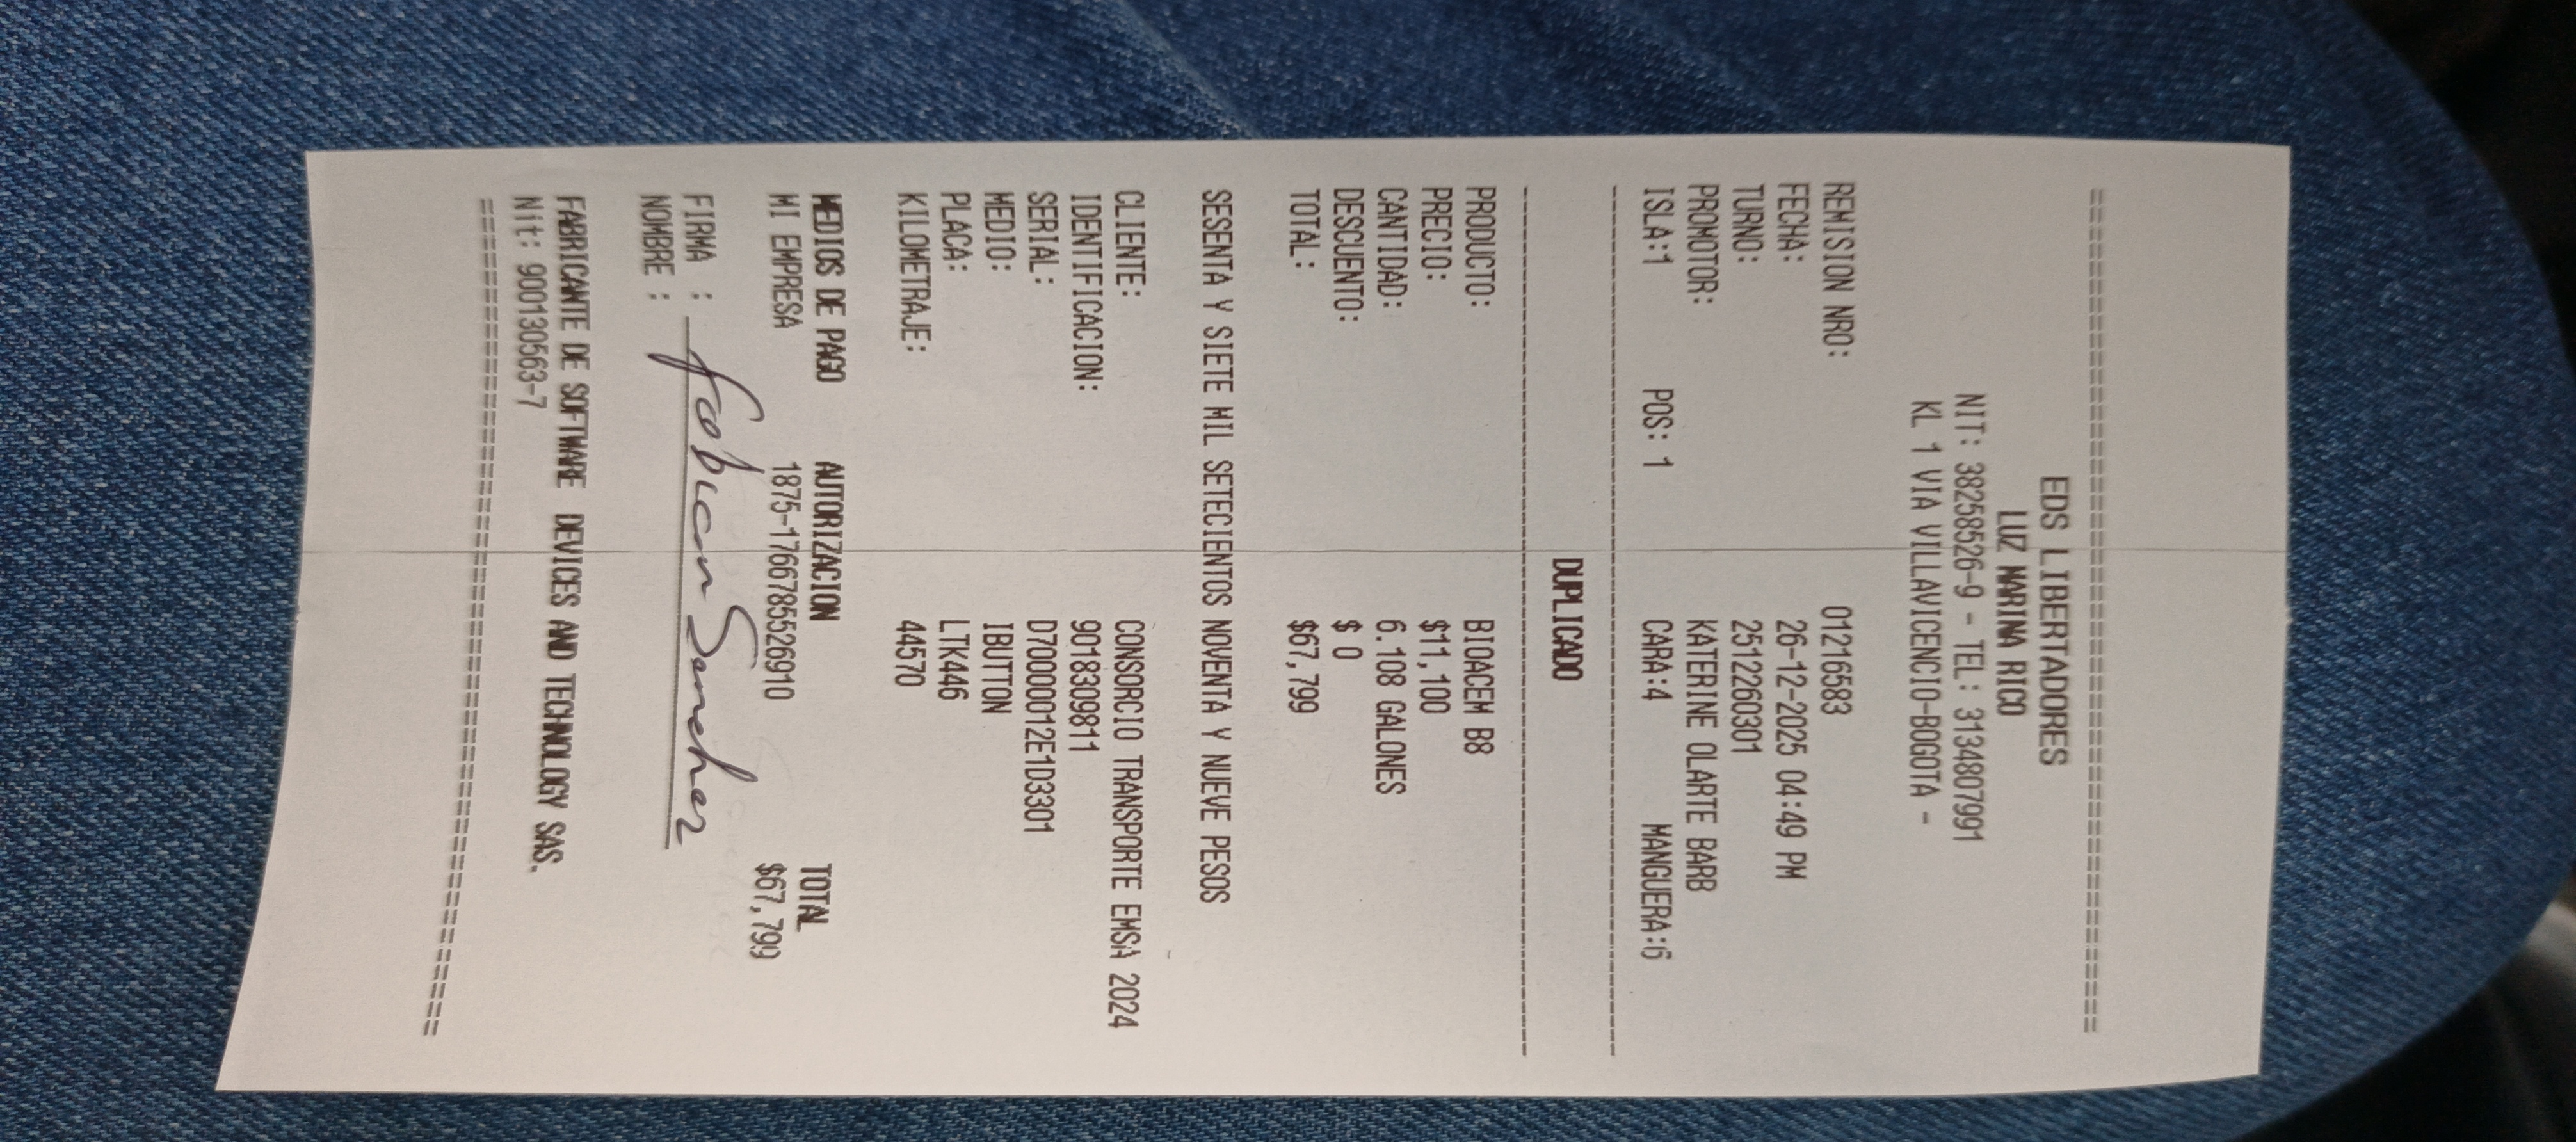 ================================================
EDS LIBERTADORES
LUZ MARINA RICO
NIT: 38258526-9 - TEL: 3134807991
KL 1 VIA VILLAVICENCIO-BOGOTA -
REMISION NRO: 01216583
FECHA: 26-12-2025 04:49 PM
TURNO: 2512260301
PROMOTOR: KATERINE OLARTE BARB
ISLA:1 POS: 1 CARA:4 MANGUERA:6
------------------------------------------------
DUPLICADO
------------------------------------------------
PRODUCTO: BIOACEM B8
PRECIO: $11,100
CANTIDAD: 6.108 GALONES
DESCUENTO: $ 0
TOTAL: $67,799
SESENTA Y SIETE MIL SETECIENTOS NOVENTA Y NUEVE PESOS
CLIENTE: CONSORCIO TRANSPORTE EMSA 2024
IDENTIFICACION: 9018309811
SERIAL: D700000012E1D3301
MEDIO: IBUTTON
PLACA: LTK446
KILOMETRAJE: 44570
MEDIOS DE PAGO AUTORIZACION TOTAL
MI EMPRESA 1875-1766785526910 $67,799
FIRMA : Fabian Sanchez
NOMBRE :
FABRICANTE DE SOFTWARE DEVICES AND TECHNOLOGY SAS.
Nit: 900130563-7
================================================